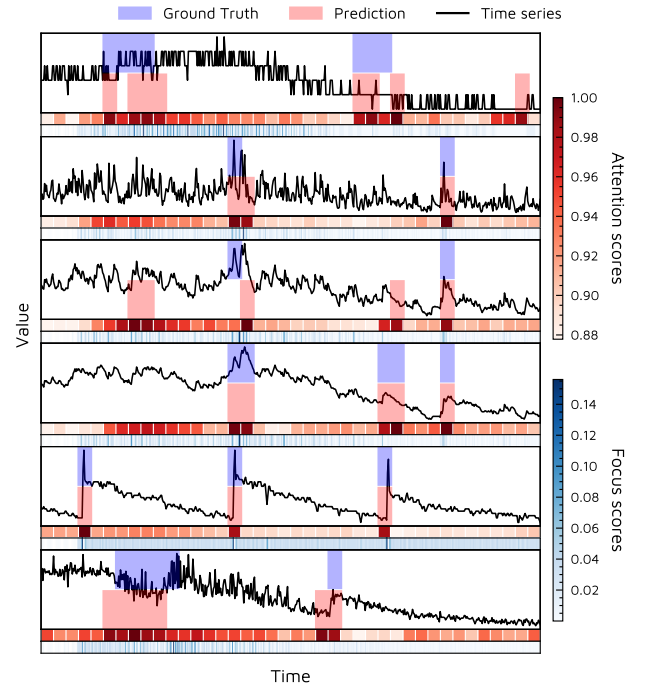 Ground Truth
Prediction
Time series
Value
Time
1.00
0.98
0.96
0.94
0.92
0.90
0.88
Attention scores
0.14
0.12
0.10
0.08
0.06
0.04
0.02
Focus scores